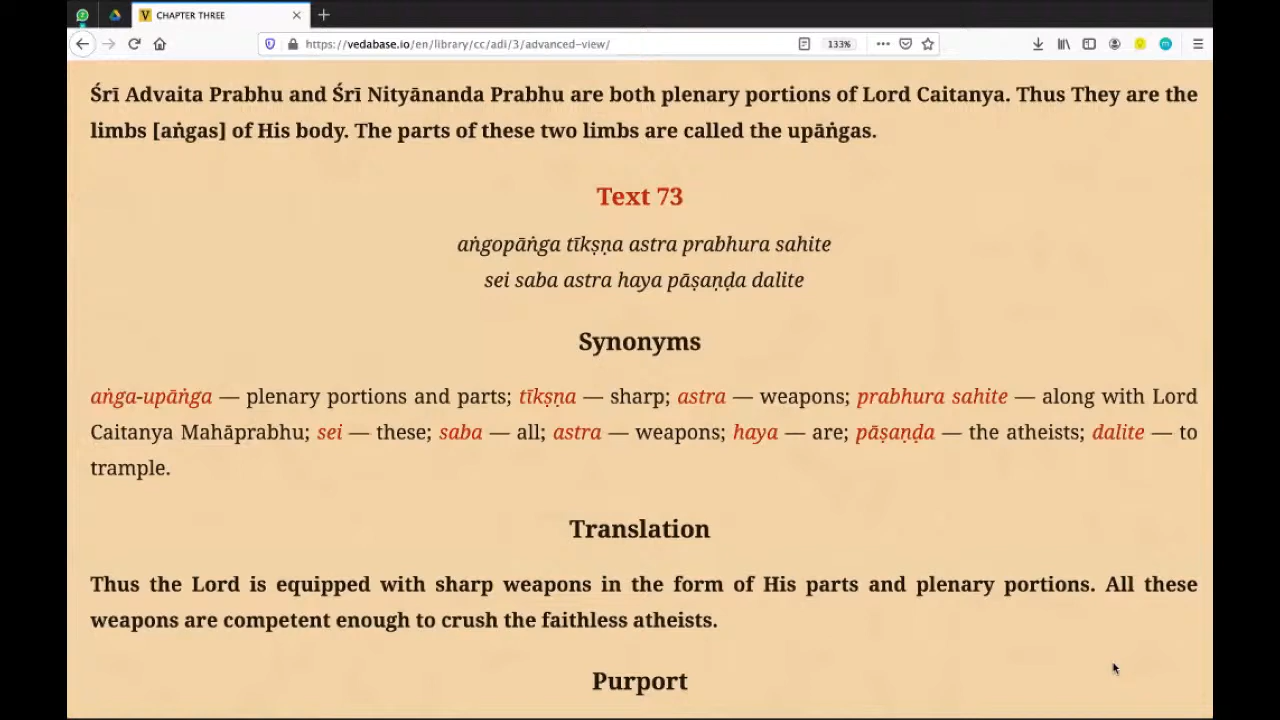 CHAPTER THREE
https://vedabase.io/en/library/cc/adi/3/advanced-view/
133%
Śrī Advaita Prabhu and Śrī Nityānanda Prabhu are both plenary portions of Lord Caitanya. Thus They are the
limbs [aṅgas] of His body. The parts of these two limbs are called the upāṅgas.
Text 73
aṅgopāṅga tīkṣṇa astra prabhura sahite
sei saba astra haya pāṣaṇḍa dalite
Synonyms
aṅga-upāṅga — plenary portions and parts; tīkṣṇa — sharp; astra — weapons; prabhura sahite — along with Lord
Caitanya Mahāprabhu; sei — these; saba — all; astra — weapons; haya — are; pāṣaṇḍa — the atheists; dalite — to
trample.
Translation
Thus the Lord is equipped with sharp weapons in the form of His parts and plenary portions. All these
weapons are competent enough to crush the faithless atheists.
Purport